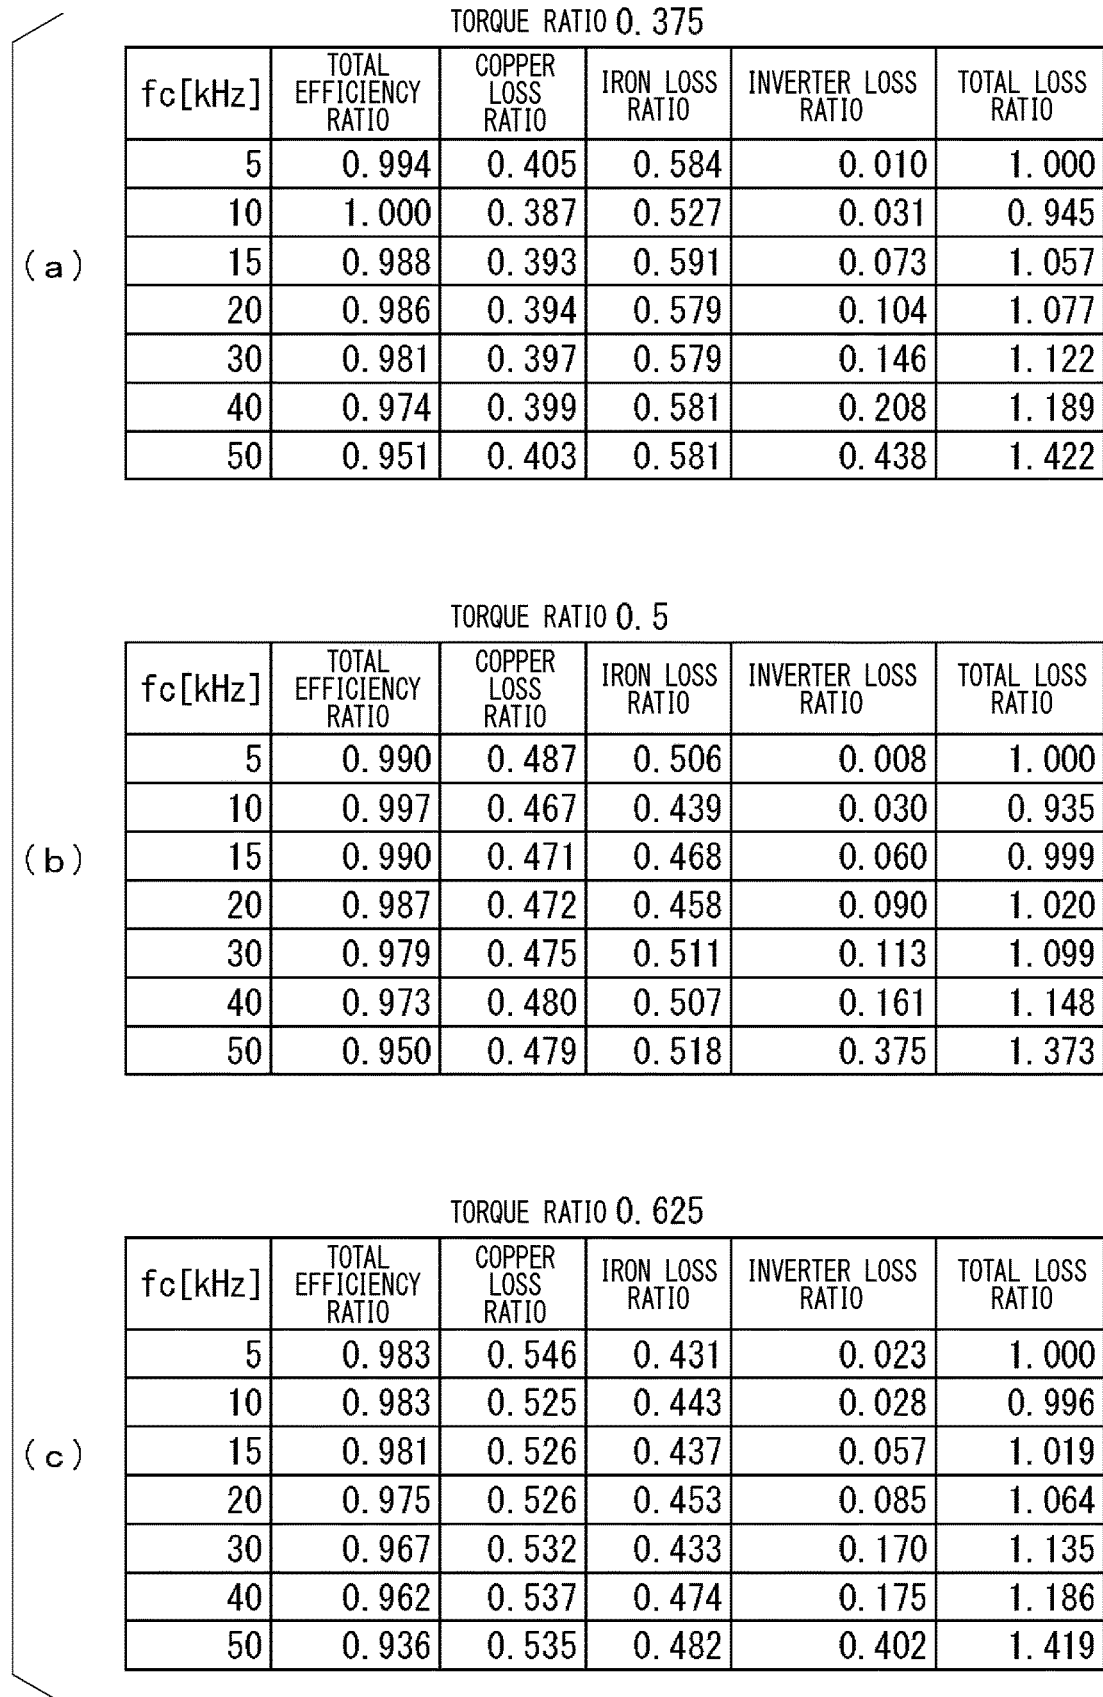 TORQUE RATIO 0.375
fc[kHz] TOTAL EFFICIENCY RATIO COPPER LOSS RATIO IRON LOSS RATIO INVERTER LOSS RATIO TOTAL LOSS RATIO
5 0.994 0.405 0.584 0.010 1.000
10 1.000 0.387 0.527 0.031 0.945
(a) 15 0.988 0.393 0.591 0.073 1.057
20 0.986 0.394 0.579 0.104 1.077
30 0.981 0.397 0.579 0.146 1.122
40 0.974 0.399 0.581 0.208 1.189
50 0.951 0.403 0.581 0.438 1.422
TORQUE RATIO 0.5
fc[kHz] TOTAL EFFICIENCY RATIO COPPER LOSS RATIO IRON LOSS RATIO INVERTER LOSS RATIO TOTAL LOSS RATIO
5 0.990 0.487 0.506 0.008 1.000
10 0.997 0.467 0.439 0.030 0.935
(b) 15 0.990 0.471 0.468 0.060 0.999
20 0.987 0.472 0.458 0.090 1.020
30 0.979 0.475 0.511 0.113 1.099
40 0.973 0.480 0.507 0.161 1.148
50 0.950 0.479 0.518 0.375 1.373
TORQUE RATIO 0.625
fc[kHz] TOTAL EFFICIENCY RATIO COPPER LOSS RATIO IRON LOSS RATIO INVERTER LOSS RATIO TOTAL LOSS RATIO
5 0.983 0.546 0.431 0.023 1.000
10 0.983 0.525 0.443 0.028 0.996
(c) 15 0.981 0.526 0.437 0.057 1.019
20 0.975 0.526 0.453 0.085 1.064
30 0.967 0.532 0.433 0.170 1.135
40 0.962 0.537 0.474 0.175 1.186
50 0.936 0.535 0.482 0.402 1.419